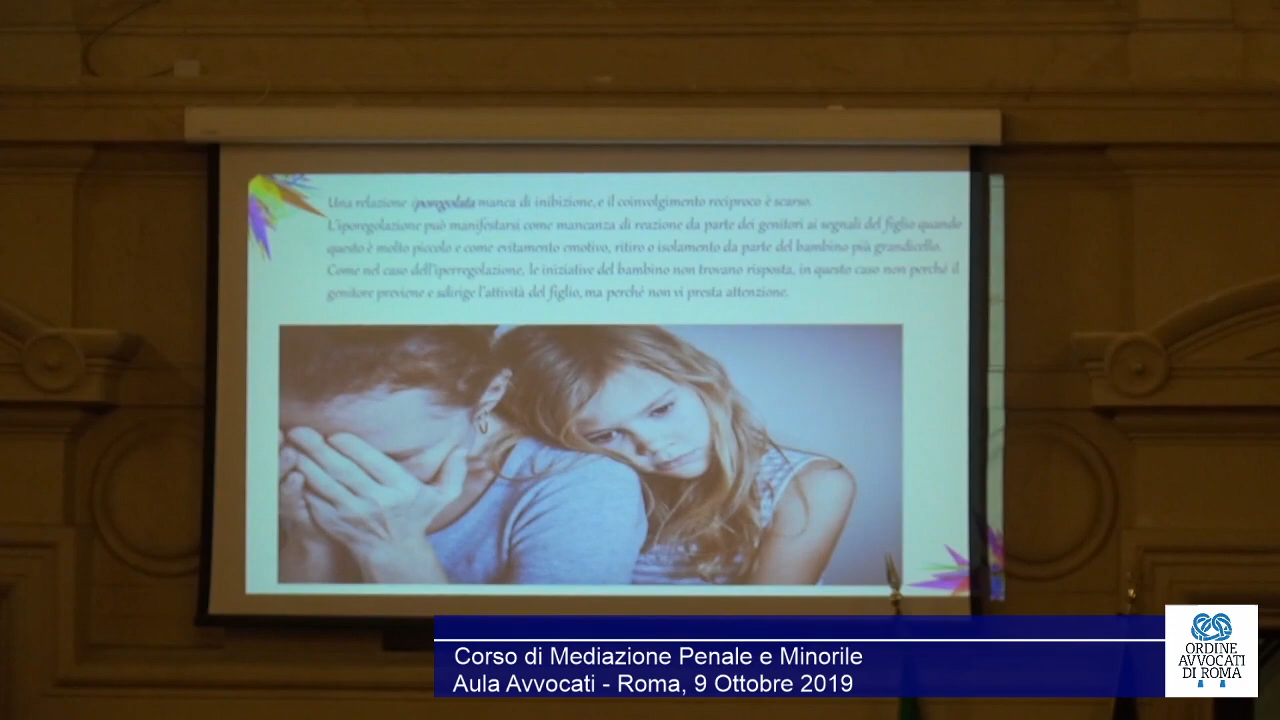 Una relazione iporegolata manca di inibizione, e il coinvolgimento reciproco è scarso.
L'iporegolazione può manifestarsi come mancanza di reazione da parte dei genitori ai segnali del figlio quando
questo è molto piccolo e come evitamento emotivo, ritiro o isolamento da parte del bambino più grandicello.
Come nel caso dell'iperregolazione, le iniziative del bambino non trovano risposta, in questo caso non perché il
genitore previene e sdirige l'attività del figlio, ma perché non vi presta attenzione.
Corso di Mediazione Penale e Minorile
Aula Avvocati - Roma, 9 Ottobre 2019
ORDINE
AVVOCATI
DI ROMA